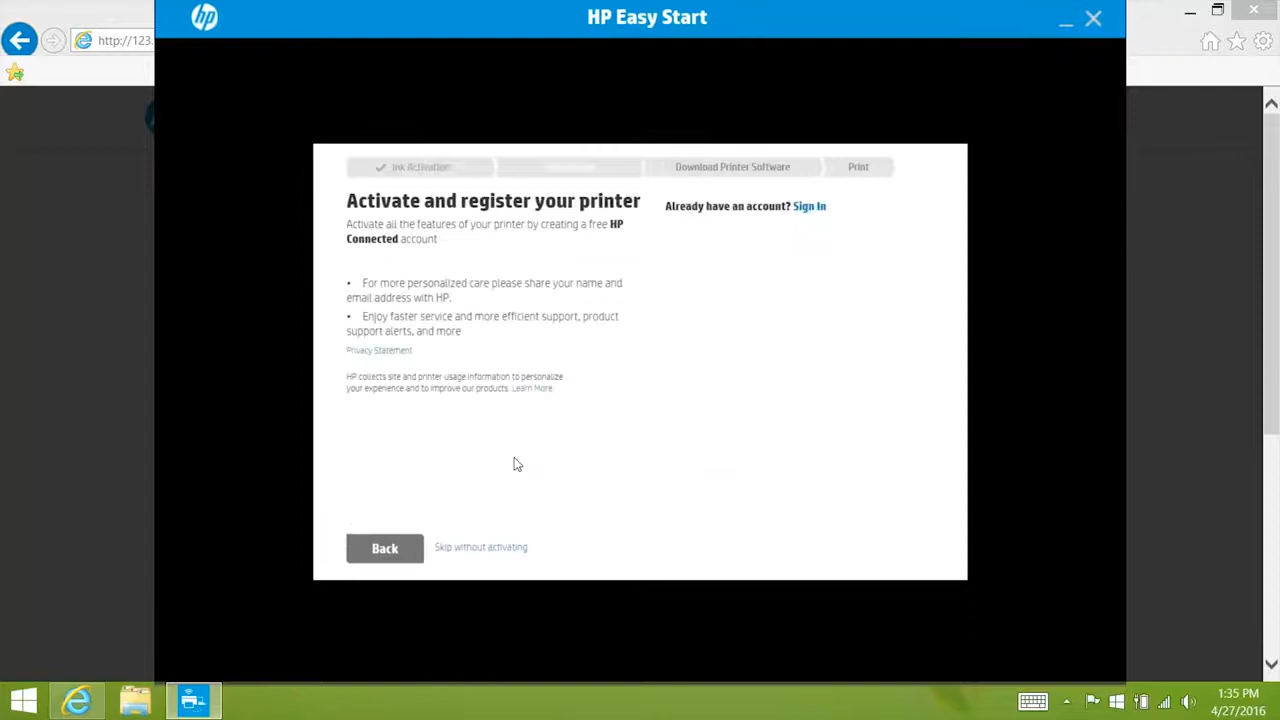 hp
HP Easy Start
http://123.
Ink Activation
Download Printer Software
Print
Activate and register your printer
Activate all the features of your printer by creating a free HP
Connected account
Already have an account? Sign In
• For more personalized care please share your name and
email address with HP.
• Enjoy faster service and more efficient support, product
support alerts, and more
Privacy Statement
HP collects site and printer usage information to personalize
your experience and to improve our products. Learn More.
Back
Skip without activating
1:35 PM
4/27/2016